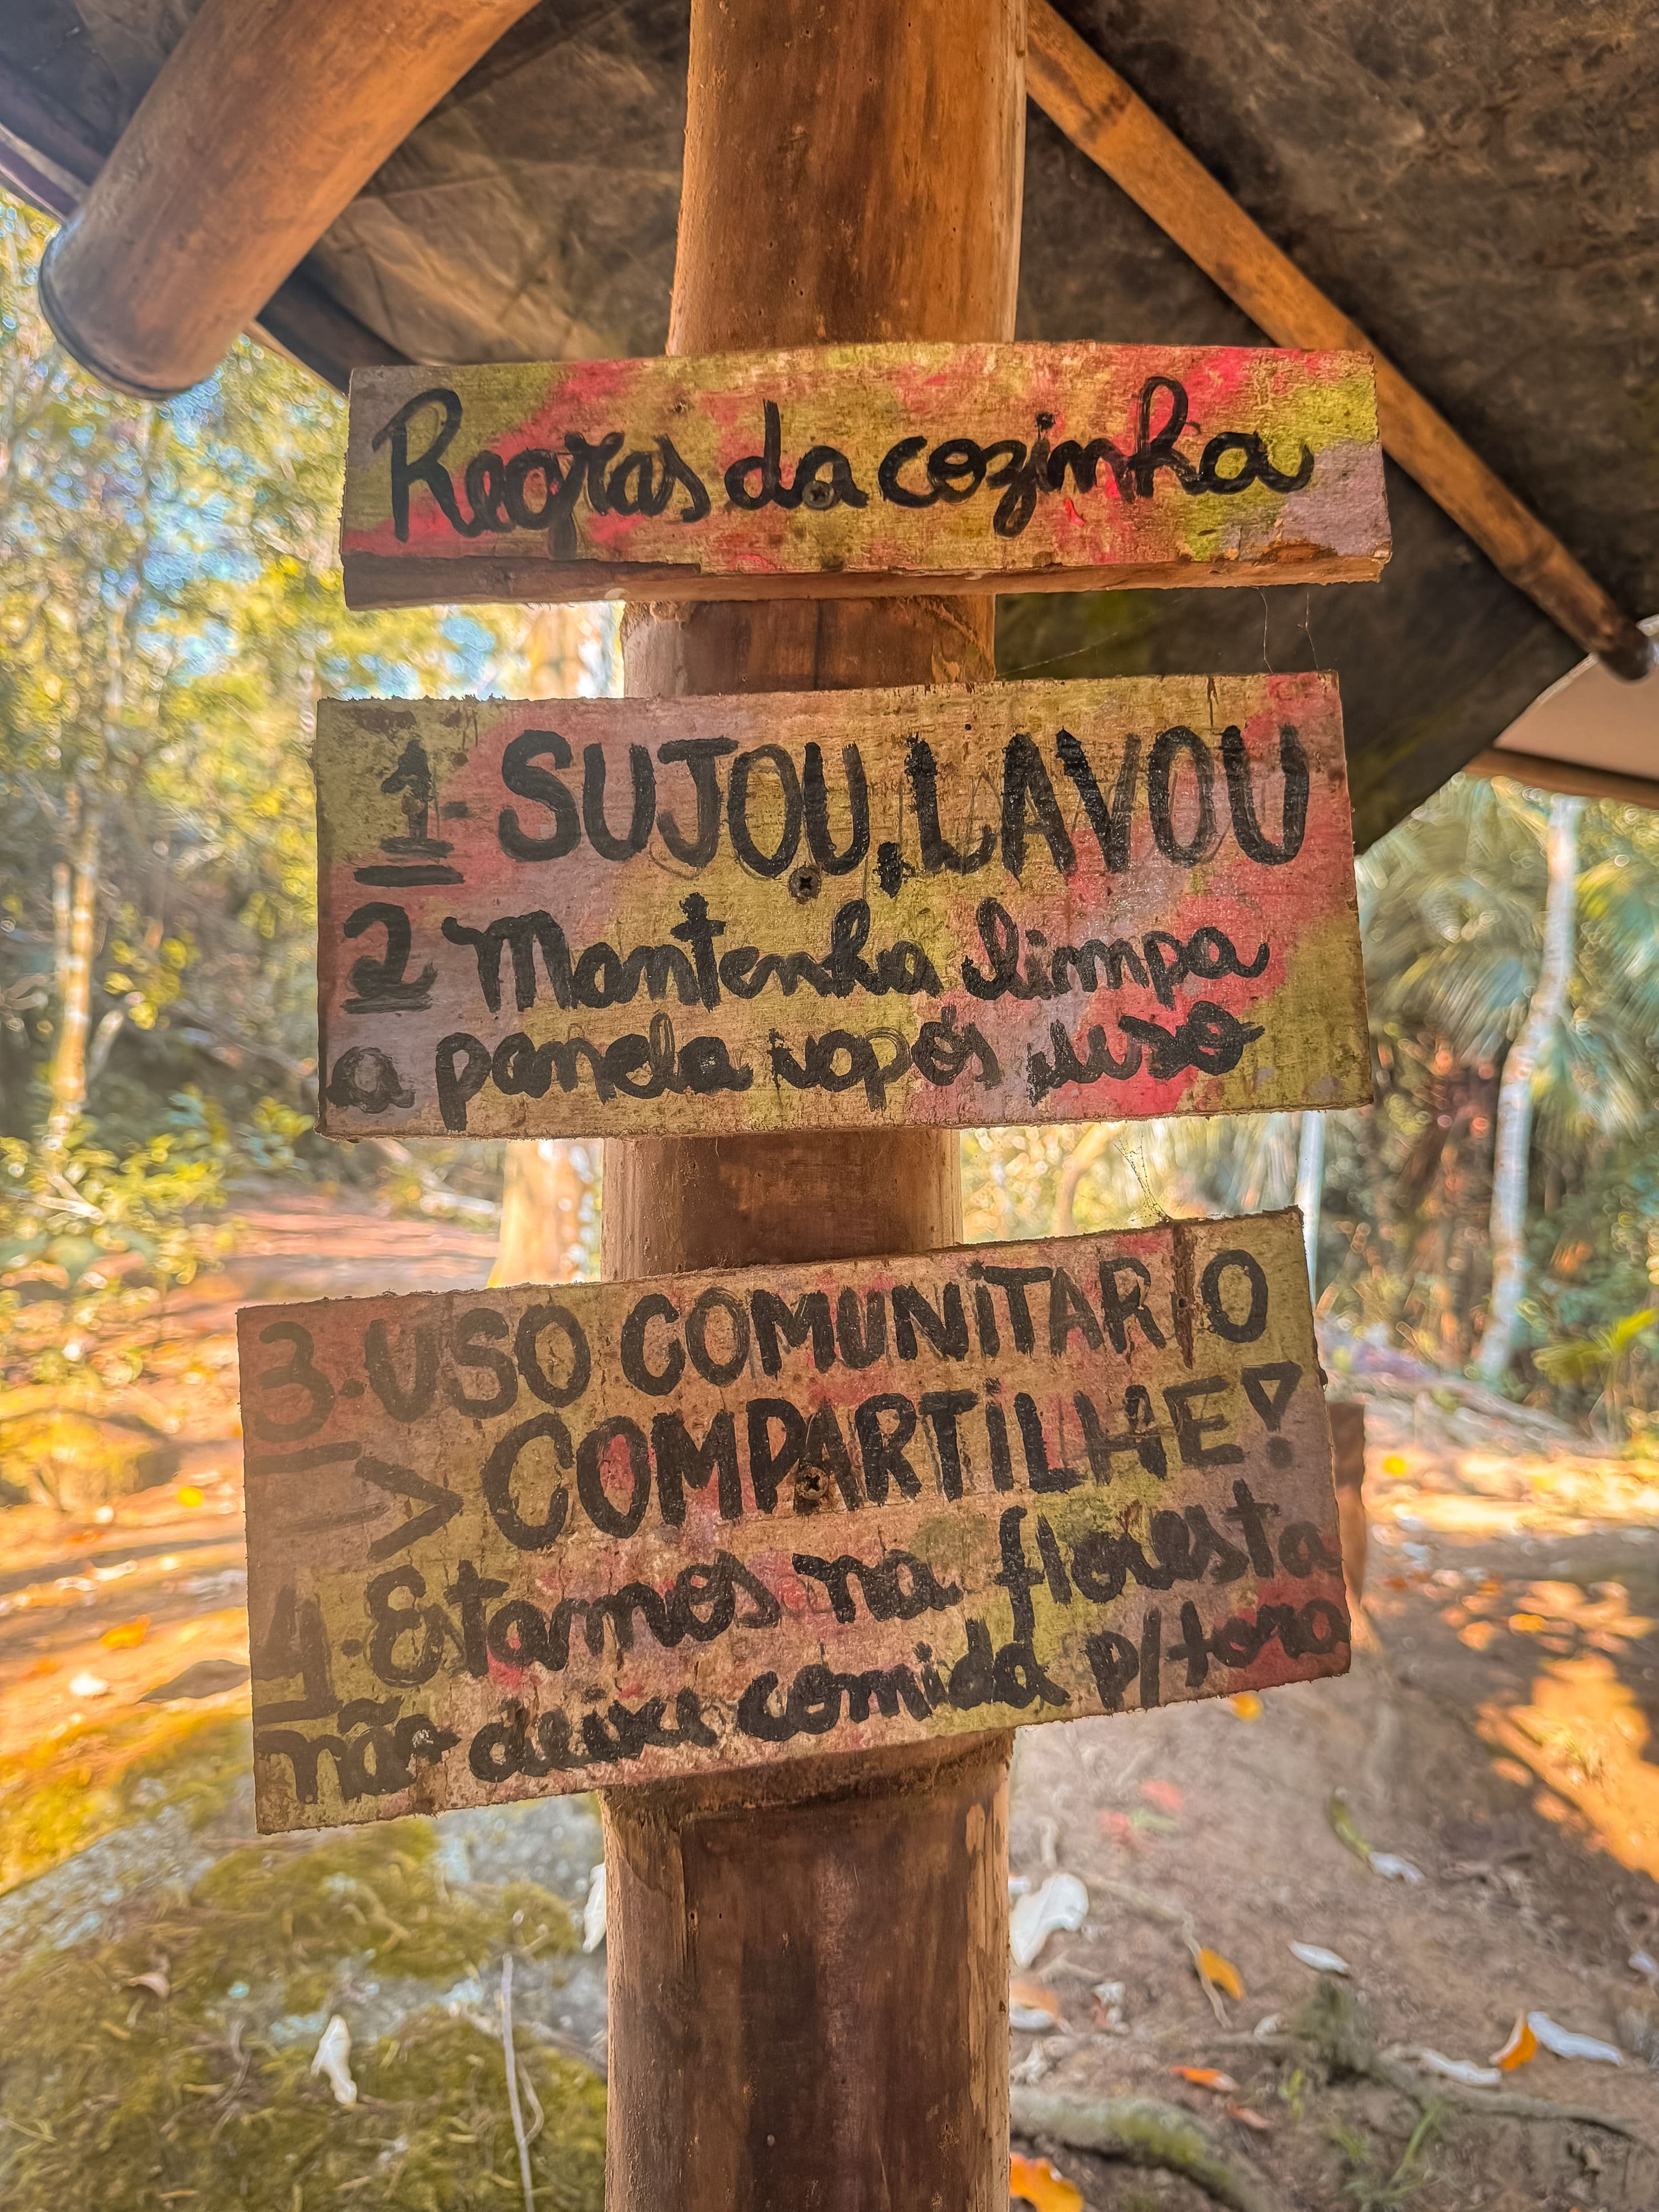 Regras da cozinha
1. SUJOU, LAVOU
2 Mantenha limpa
a panela após uso
3. USO COMUNITARIO
> COMPARTILHE!
4. Estamos na floresta
não deixe comida p/ fora